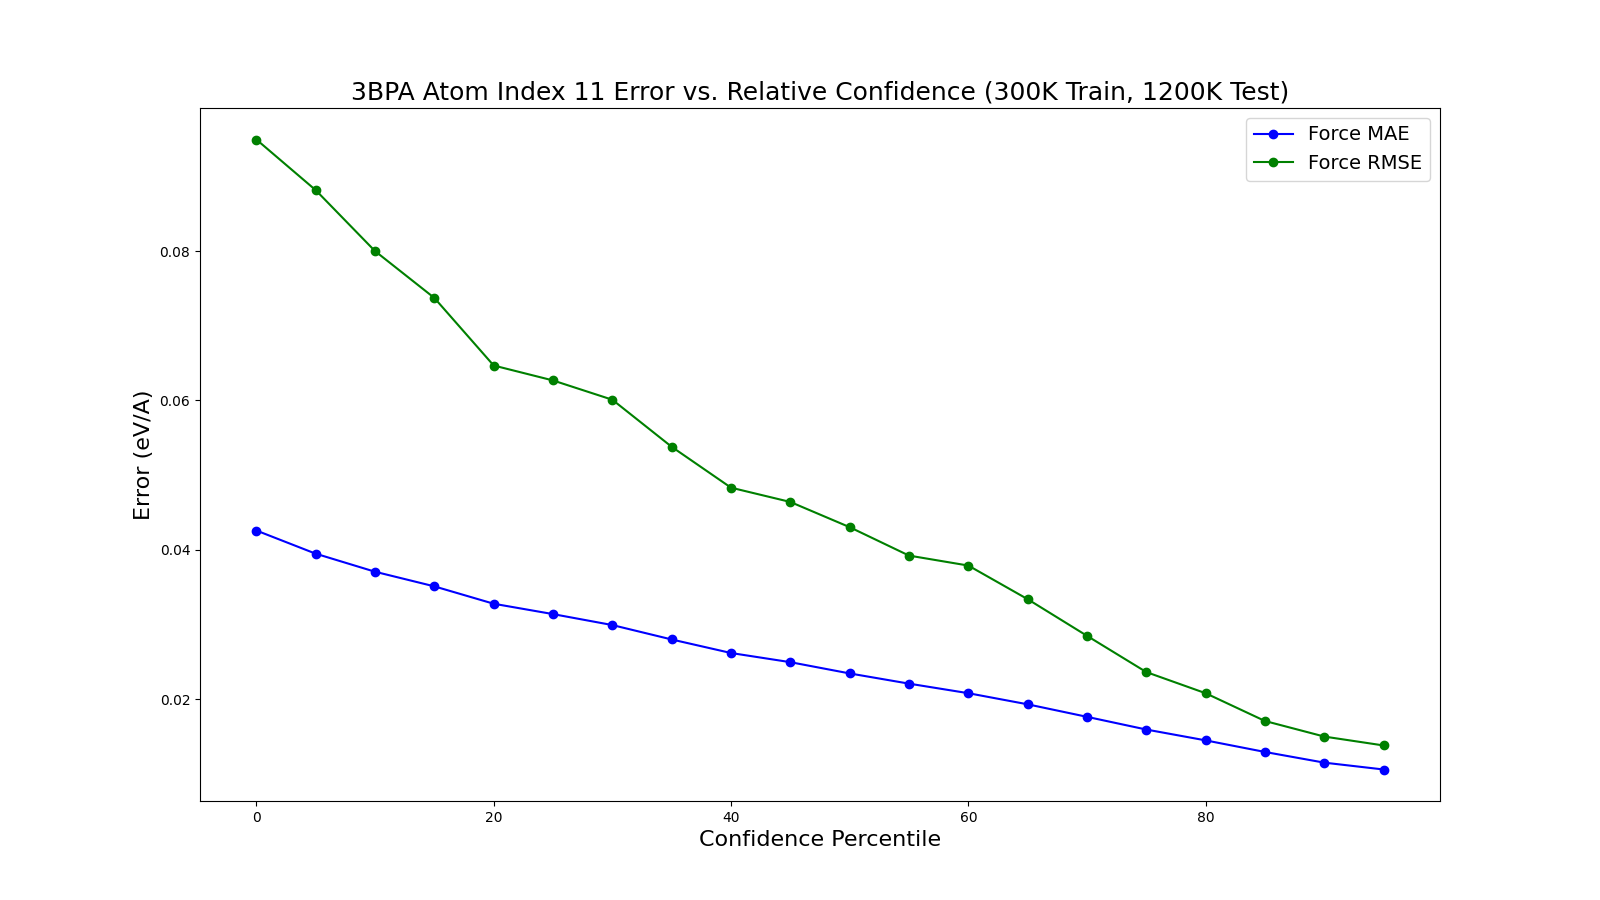 3BPA Atom Index 11 Error vs. Relative Confidence (300K Train, 1200K Test)
Force MAE
Force RMSE
0.08
0.06
0.04
0.02
Error (eV/A)
0 20 40 60 80
Confidence Percentile